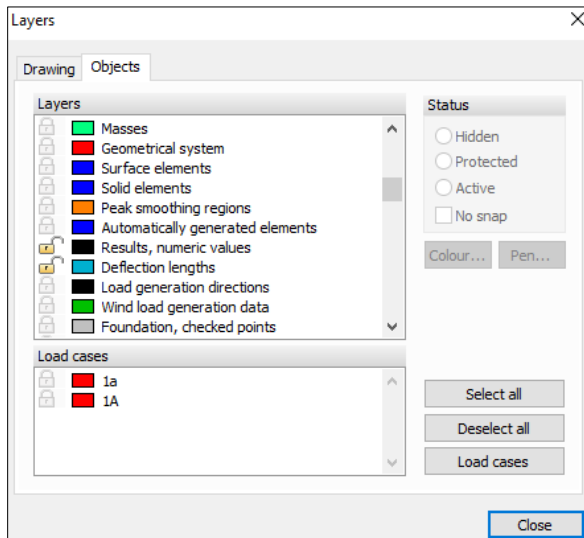 Layers
Drawing
Objects
Layers
Masses
Geometrical system
Surface elements
Solid elements
Peak smoothing regions
Automatically generated elements
Results, numeric values
Deflection lengths
Load generation directions
Wind load generation data
Foundation, checked points
Status
Hidden
Protected
Active
No snap
Colour... Pen...
Load cases
1a
1A
Select all
Deselect all
Load cases
Close